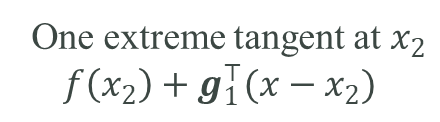 One extreme tangent at x₂
f(x₂) + g₁ᵀ(x − x₂)